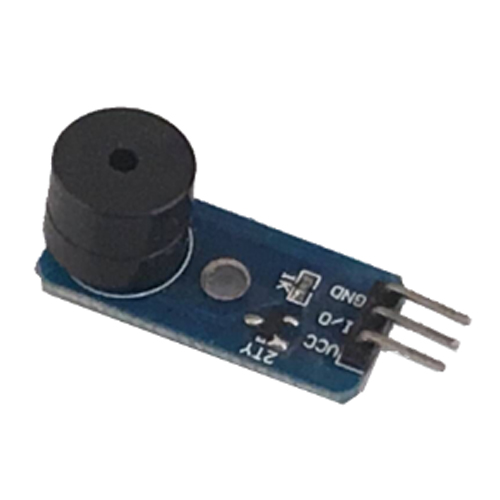 1K
GND
I/O
VCC
2TY